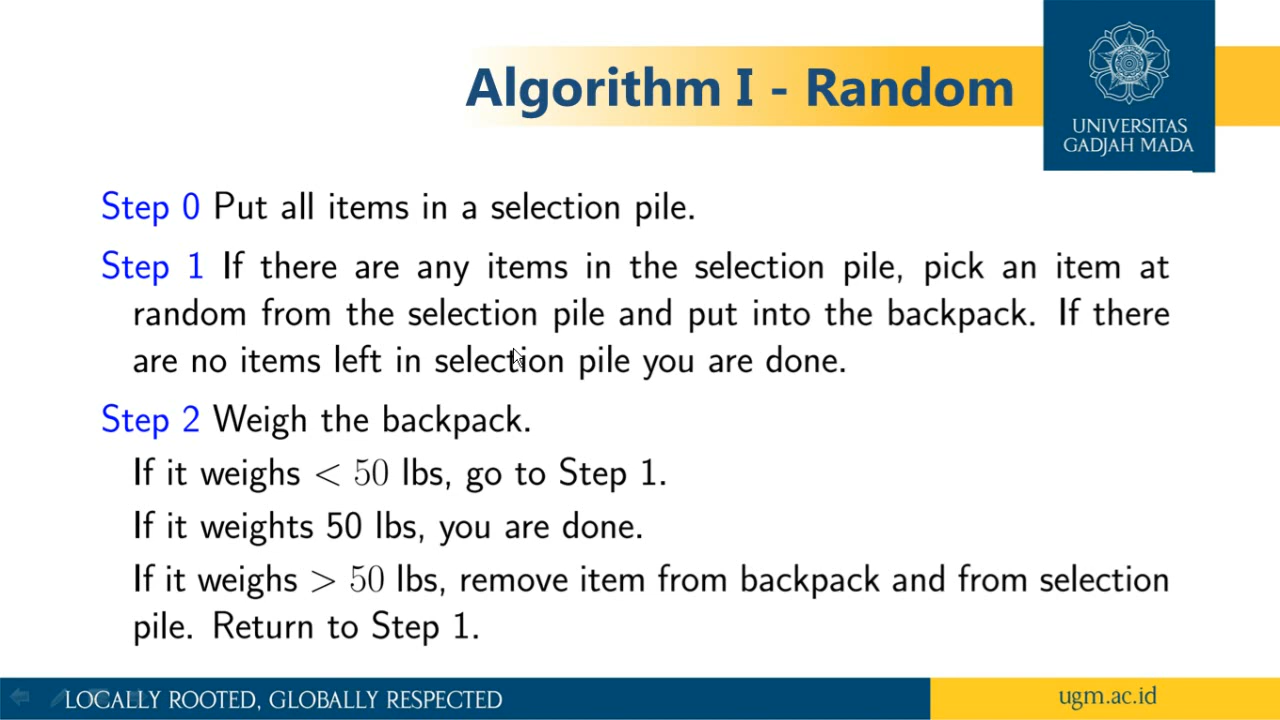 Algorithm I - Random
UNIVERSITAS
GADJAH MADA
Step 0 Put all items in a selection pile.
Step 1 If there are any items in the selection pile, pick an item at
random from the selection pile and put into the backpack. If there
are no items left in selection pile you are done.
Step 2 Weigh the backpack.
If it weighs < 50 lbs, go to Step 1.
If it weights 50 lbs, you are done.
If it weighs > 50 lbs, remove item from backpack and from selection
pile. Return to Step 1.
LOCALLY ROOTED, GLOBALLY RESPECTED
ugm.ac.id